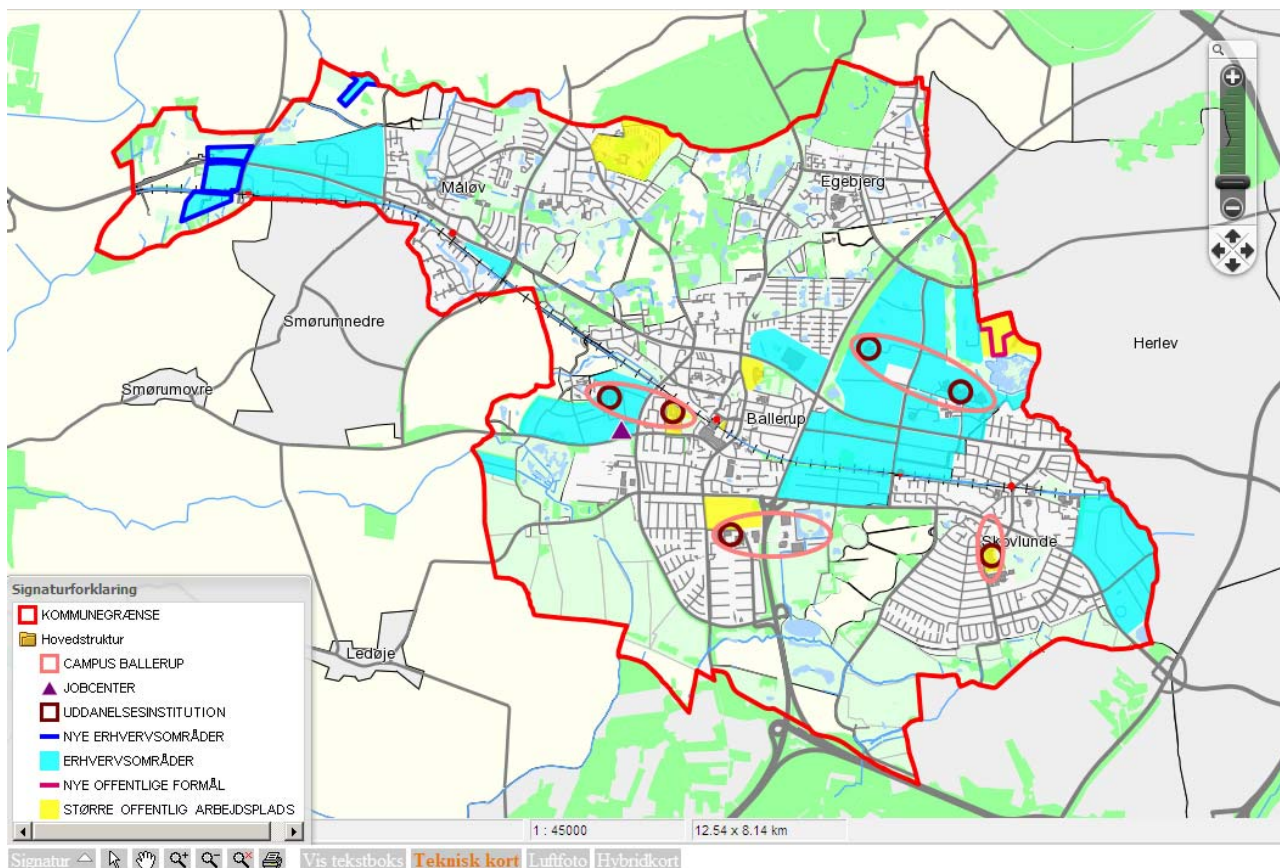 Måløv
Egebjerg
Smørumnedre
Herlev
Smørumovre
Ballerup
Skovlunde
Ledøje
Signaturforklaring
KOMMUNEGRÆNSE
Hovedstruktur
CAMPUS BALLERUP
JOBCENTER
UDDANELSESINSTITUTION
NYE ERHVERVSOMRÅDER
ERHVERVSOMRÅDER
NYE OFFENTLIGE FORMÅL
STØRRE OFFENTLIG ARBEJDSPLADS
1 : 45000 12.54 x 8.14 km
Signatur Vis tekstboks Teknisk kort Luftfoto Hybridkort